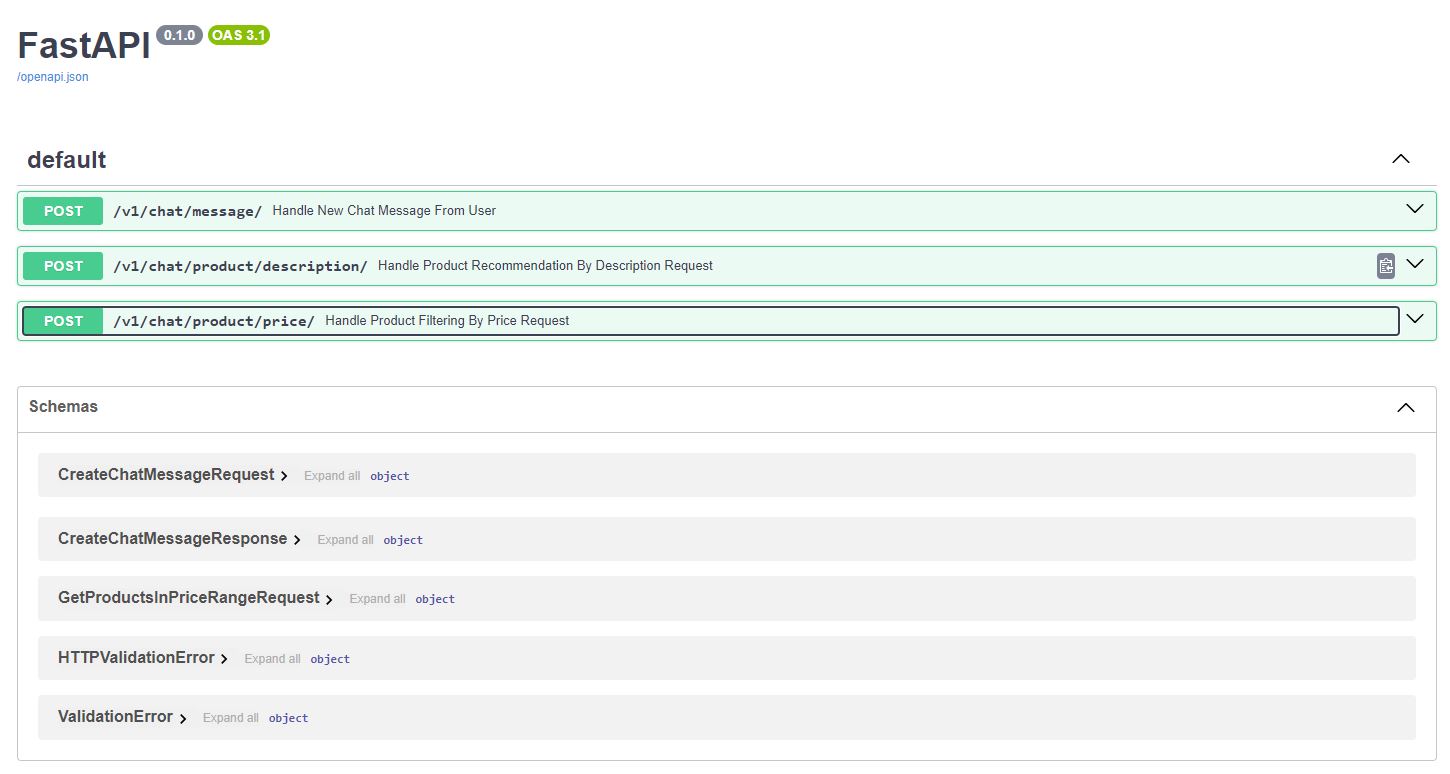 FastAPI 0.1.0 OAS 3.1
/openapi.json
default
POST /v1/chat/message/ Handle New Chat Message From User
POST /v1/chat/product/description/ Handle Product Recommendation By Description Request
POST /v1/chat/product/price/ Handle Product Filtering By Price Request
Schemas
CreateChatMessageRequest Expand all object
CreateChatMessageResponse Expand all object
GetProductsInPriceRangeRequest Expand all object
HTTPValidationError Expand all object
ValidationError Expand all object